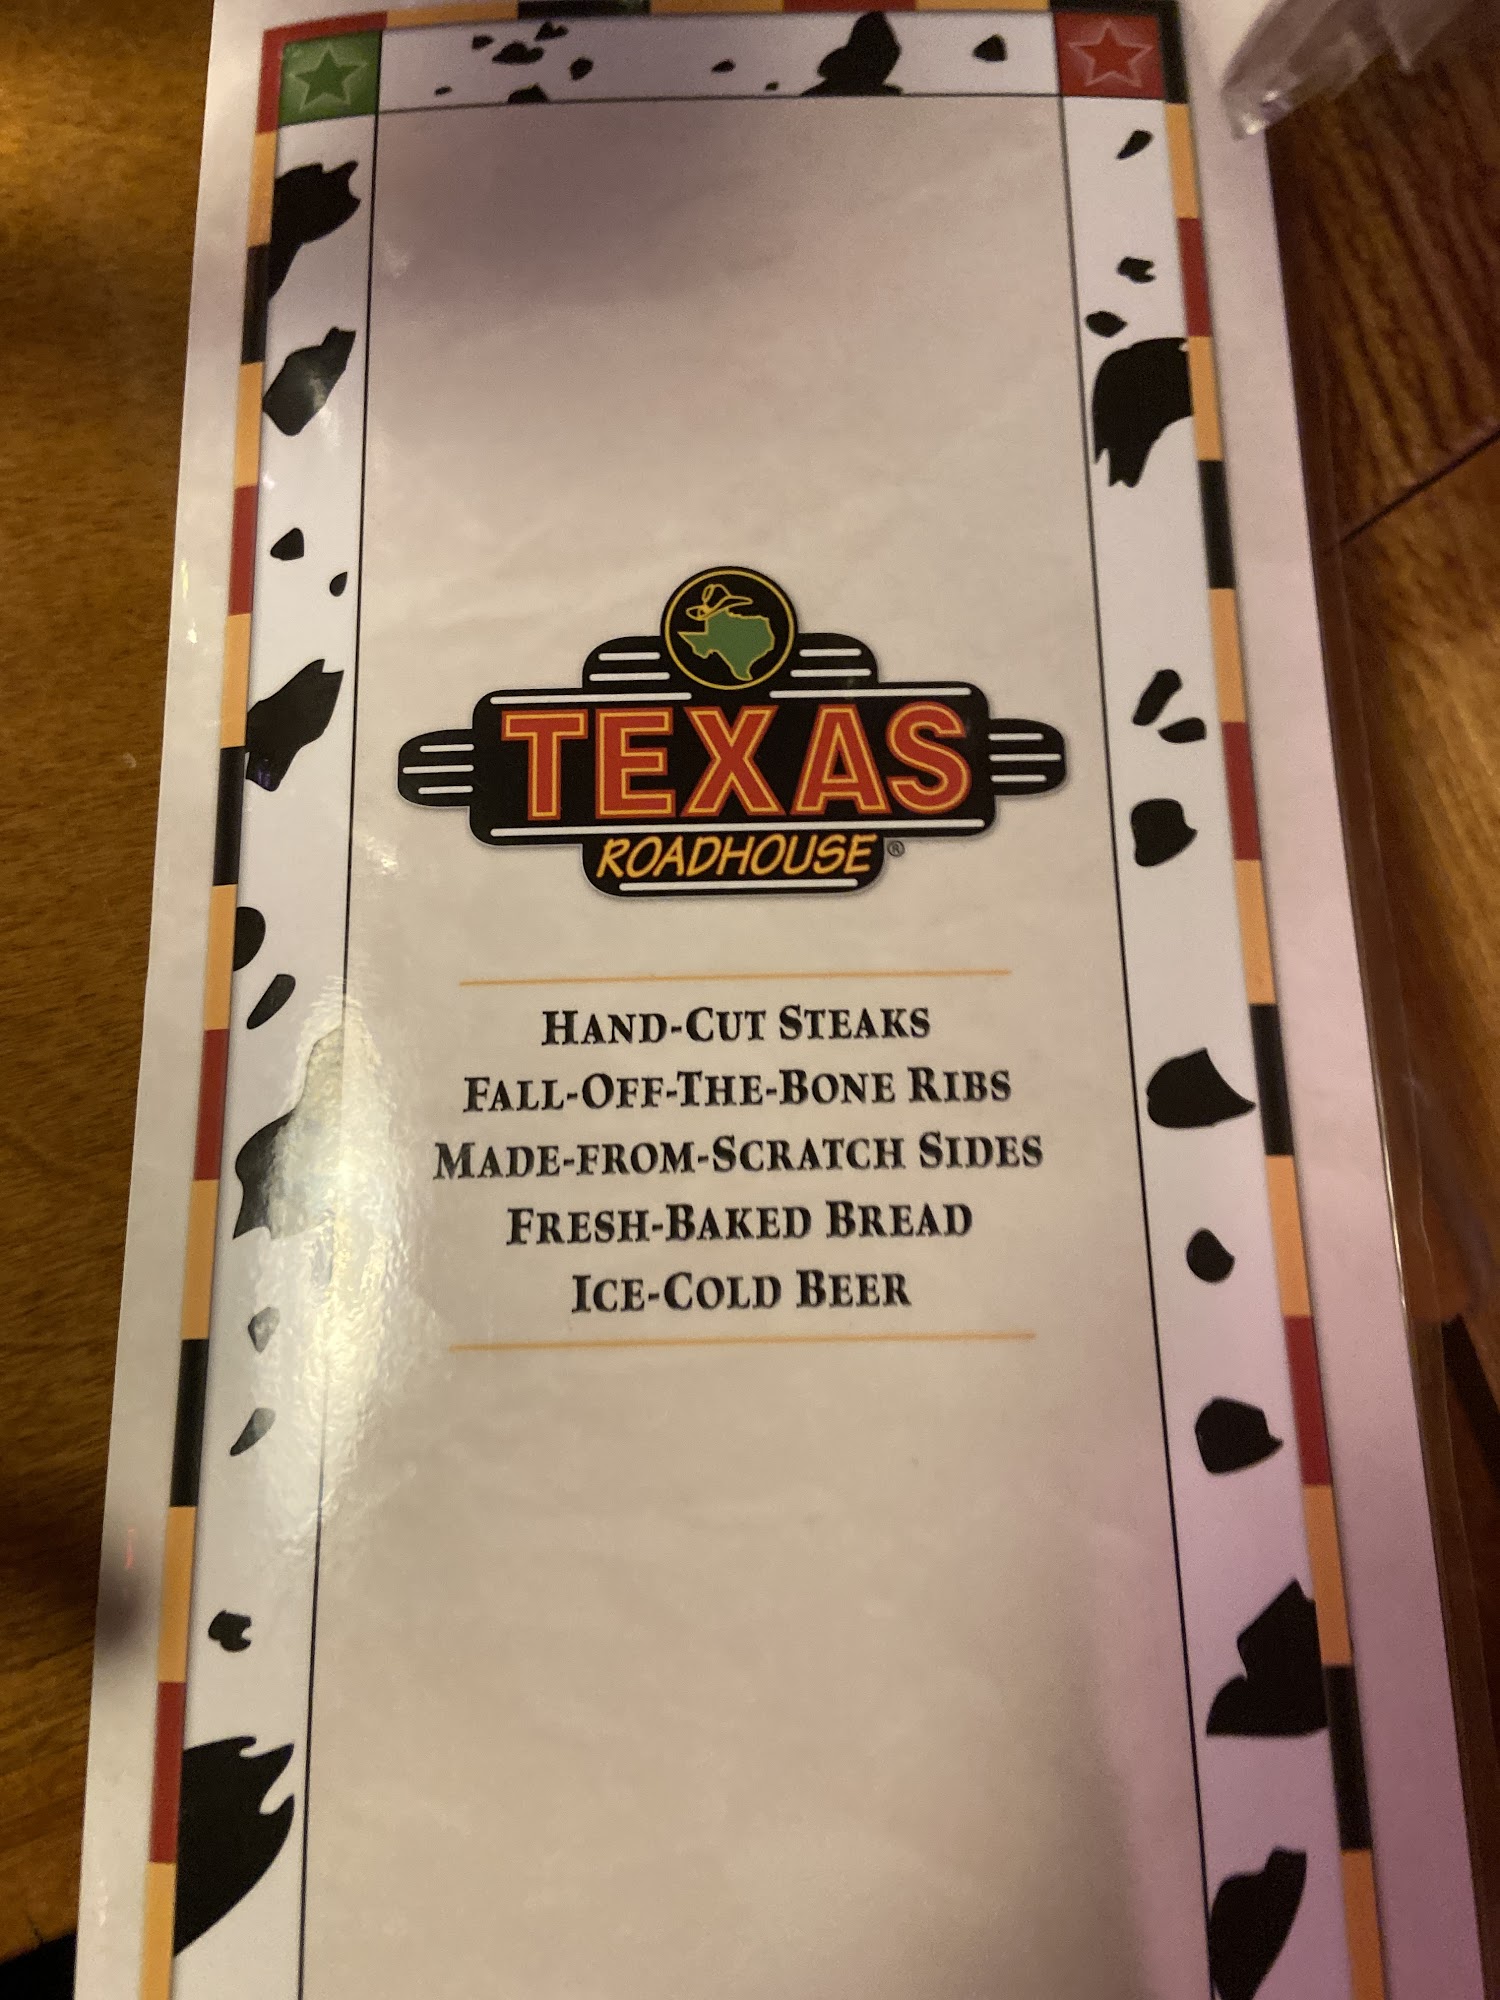 TEXAS
ROADHOUSE®
HAND-CUT STEAKS
FALL-OFF-THE-BONE RIBS
MADE-FROM-SCRATCH SIDES
FRESH-BAKED BREAD
ICE-COLD BEER